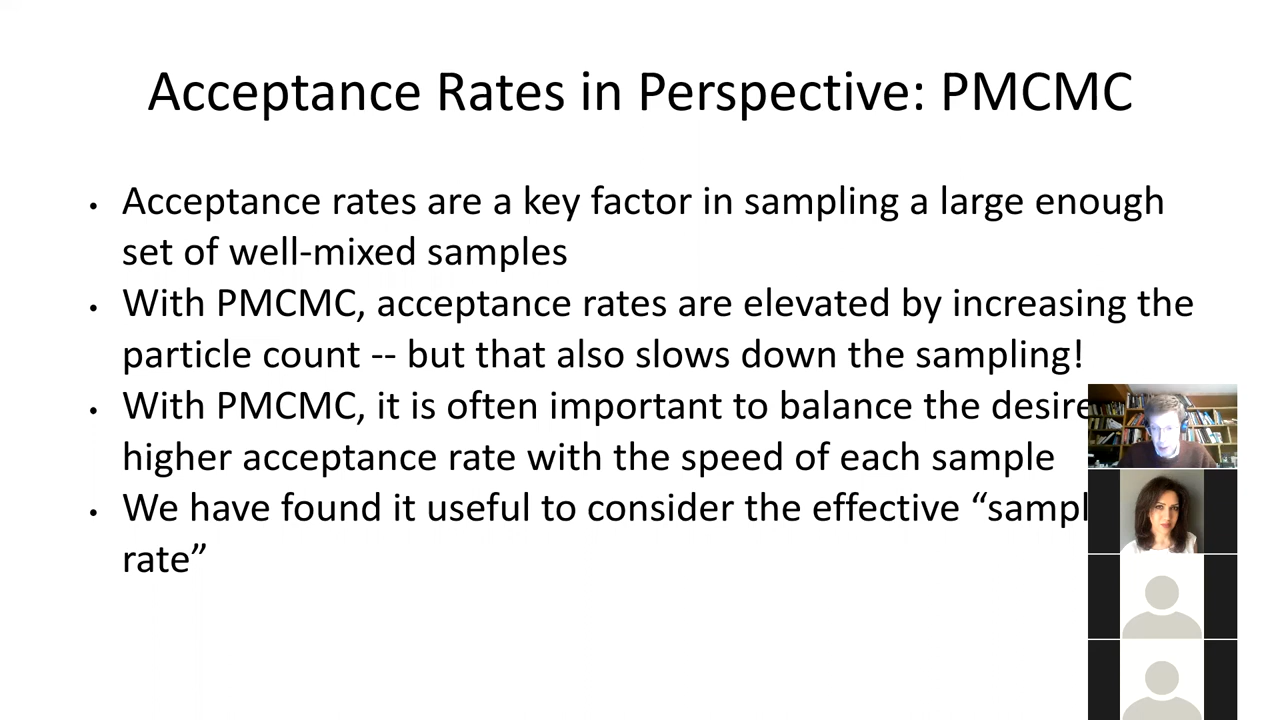 Acceptance Rates in Perspective: PMCMC
• Acceptance rates are a key factor in sampling a large enough
set of well-mixed samples
• With PMCMC, acceptance rates are elevated by increasing the
particle count -- but that also slows down the sampling!
• With PMCMC, it is often important to balance the desire
higher acceptance rate with the speed of each sample
• We have found it useful to consider the effective “sampl
rate”